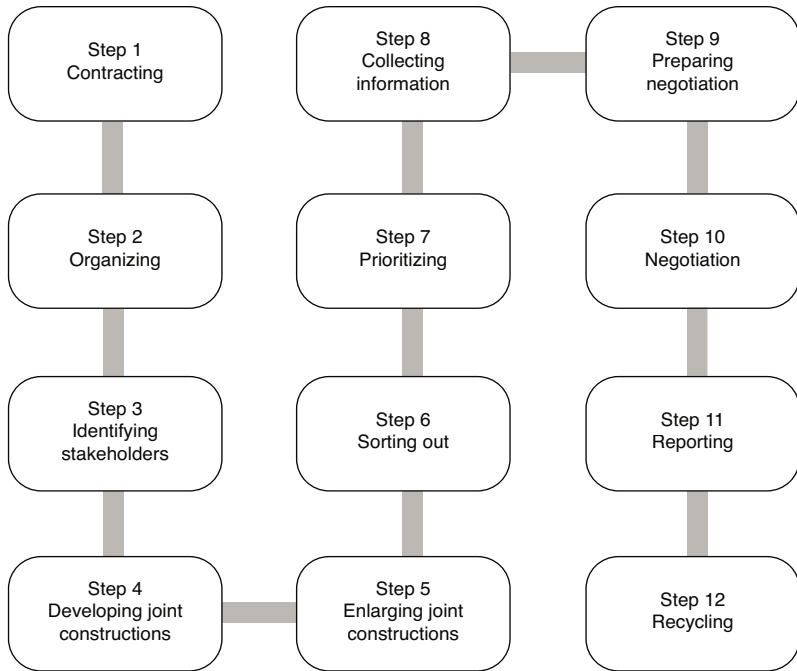 Step 1
Contracting
Step 2
Organizing
Step 3
Identifying
stakeholders
Step 4
Developing joint
constructions
Step 5
Enlarging joint
constructions
Step 6
Sorting out
Step 7
Prioritizing
Step 8
Collecting
information
Step 9
Preparing
negotiation
Step 10
Negotiation
Step 11
Reporting
Step 12
Recycling